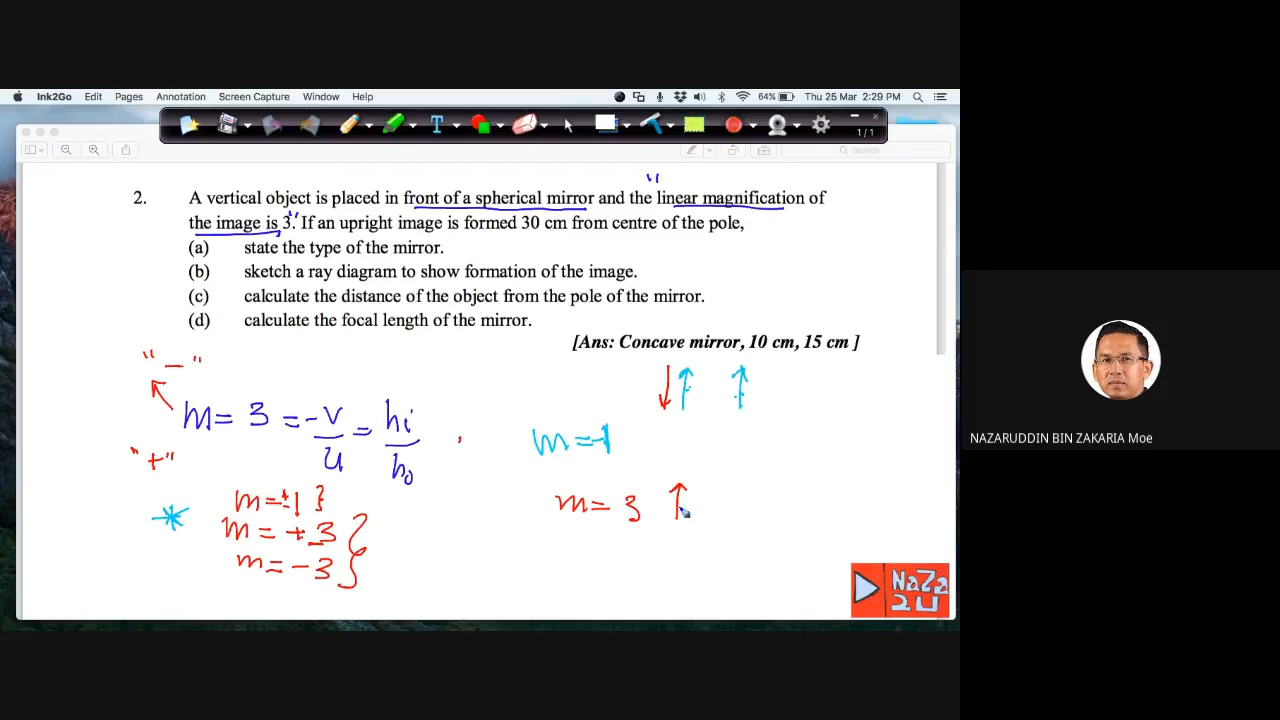 Ink2Go Edit Pages Annotation Screen Capture Window Help 64% Thu 25 Mar 2:29 PM
1/1
Search
2. A vertical object is placed in front of a spherical mirror and the "linear magnification of
the image is 3". If an upright image is formed 30 cm from centre of the pole,
(a) state the type of the mirror.
(b) sketch a ray diagram to show formation of the image.
(c) calculate the distance of the object from the pole of the mirror.
(d) calculate the focal length of the mirror.
[Ans: Concave mirror, 10 cm, 15 cm ]
"−"
m = 3 = -v/u = hi/ho
"+"
m = -1
m = ±1 }
m = +3
m = -3
m = 3
NAZARUDDIN BIN ZAKARIA Moe
NaZa
2U